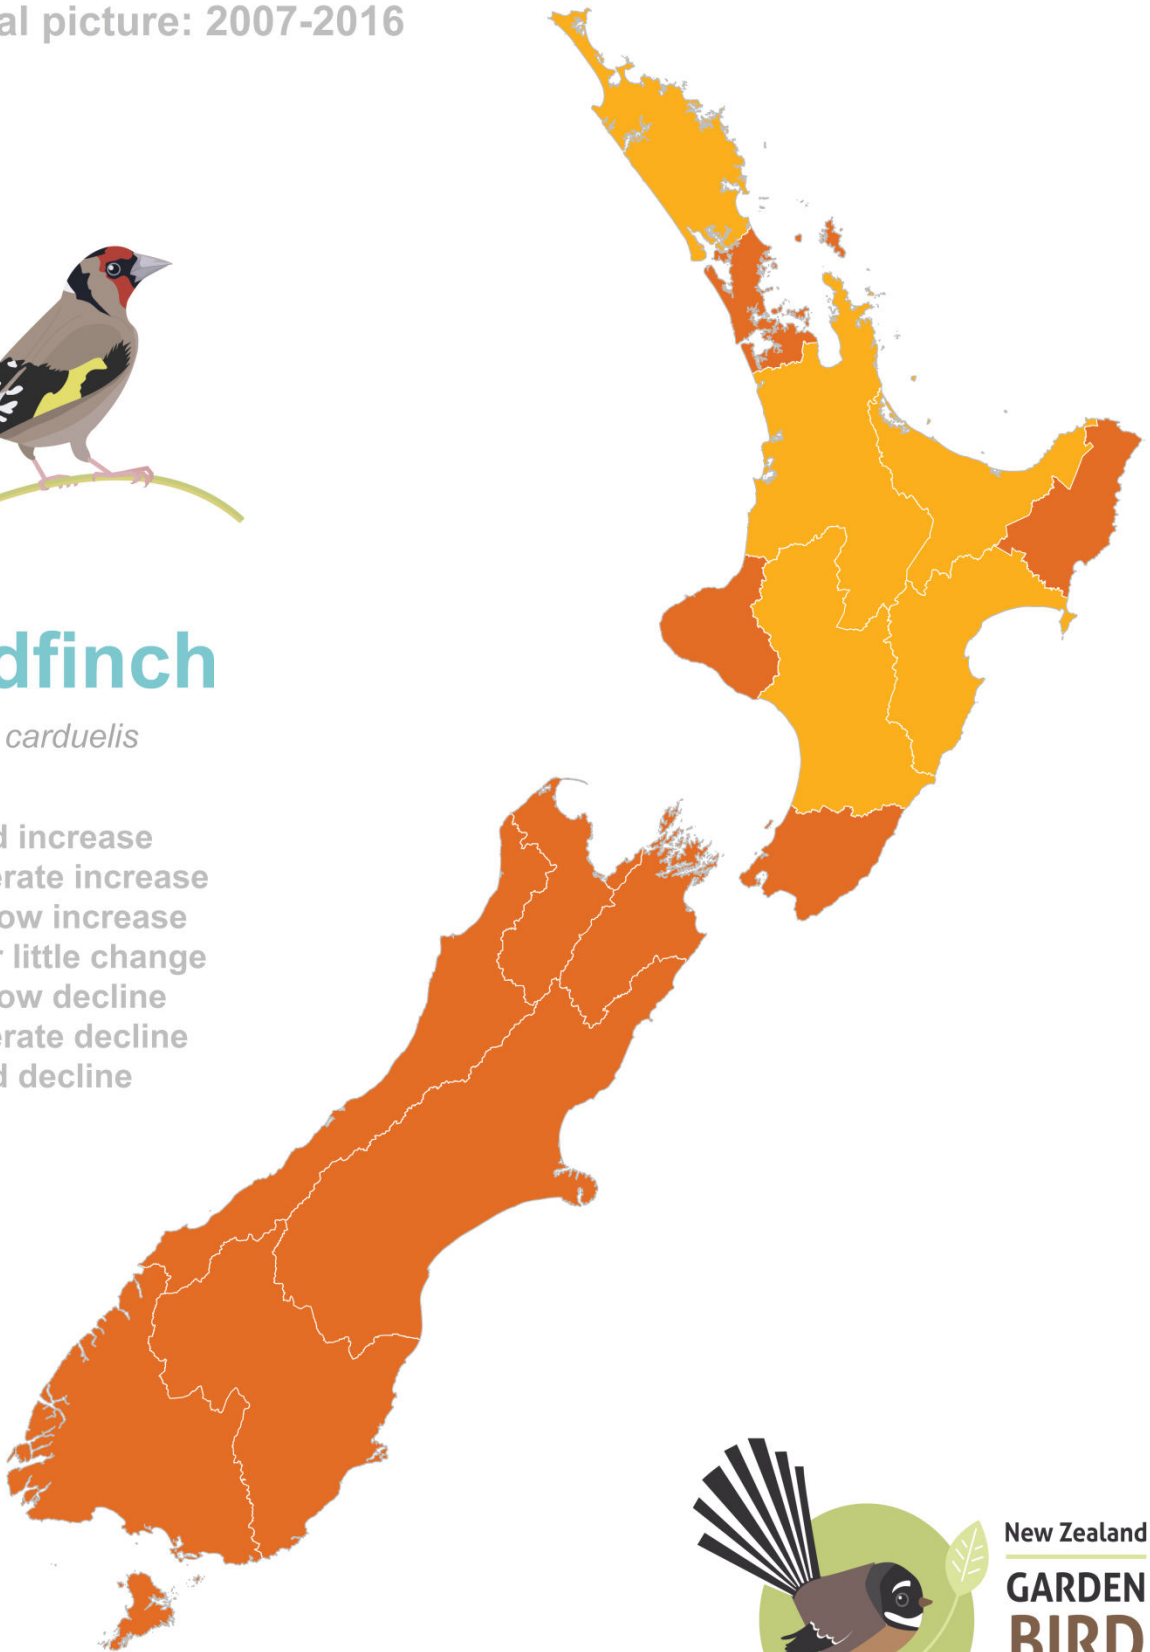 al picture: 2007-2016
dfinch
carduelis
d increase
erate increase
ow increase
r little change
ow decline
erate decline
d decline
New Zealand
GARDEN
BIRD